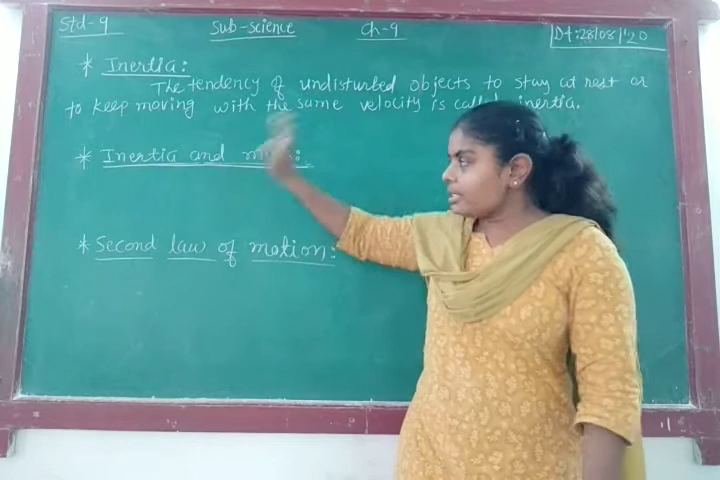 Std-9 Sub-Science Ch-9 Dt:28/08/'20
* Inertia:
The tendency of undisturbed objects to stay at rest or
to keep moving with the same velocity is called inertia.
* Inertia and
* Second law of motion: